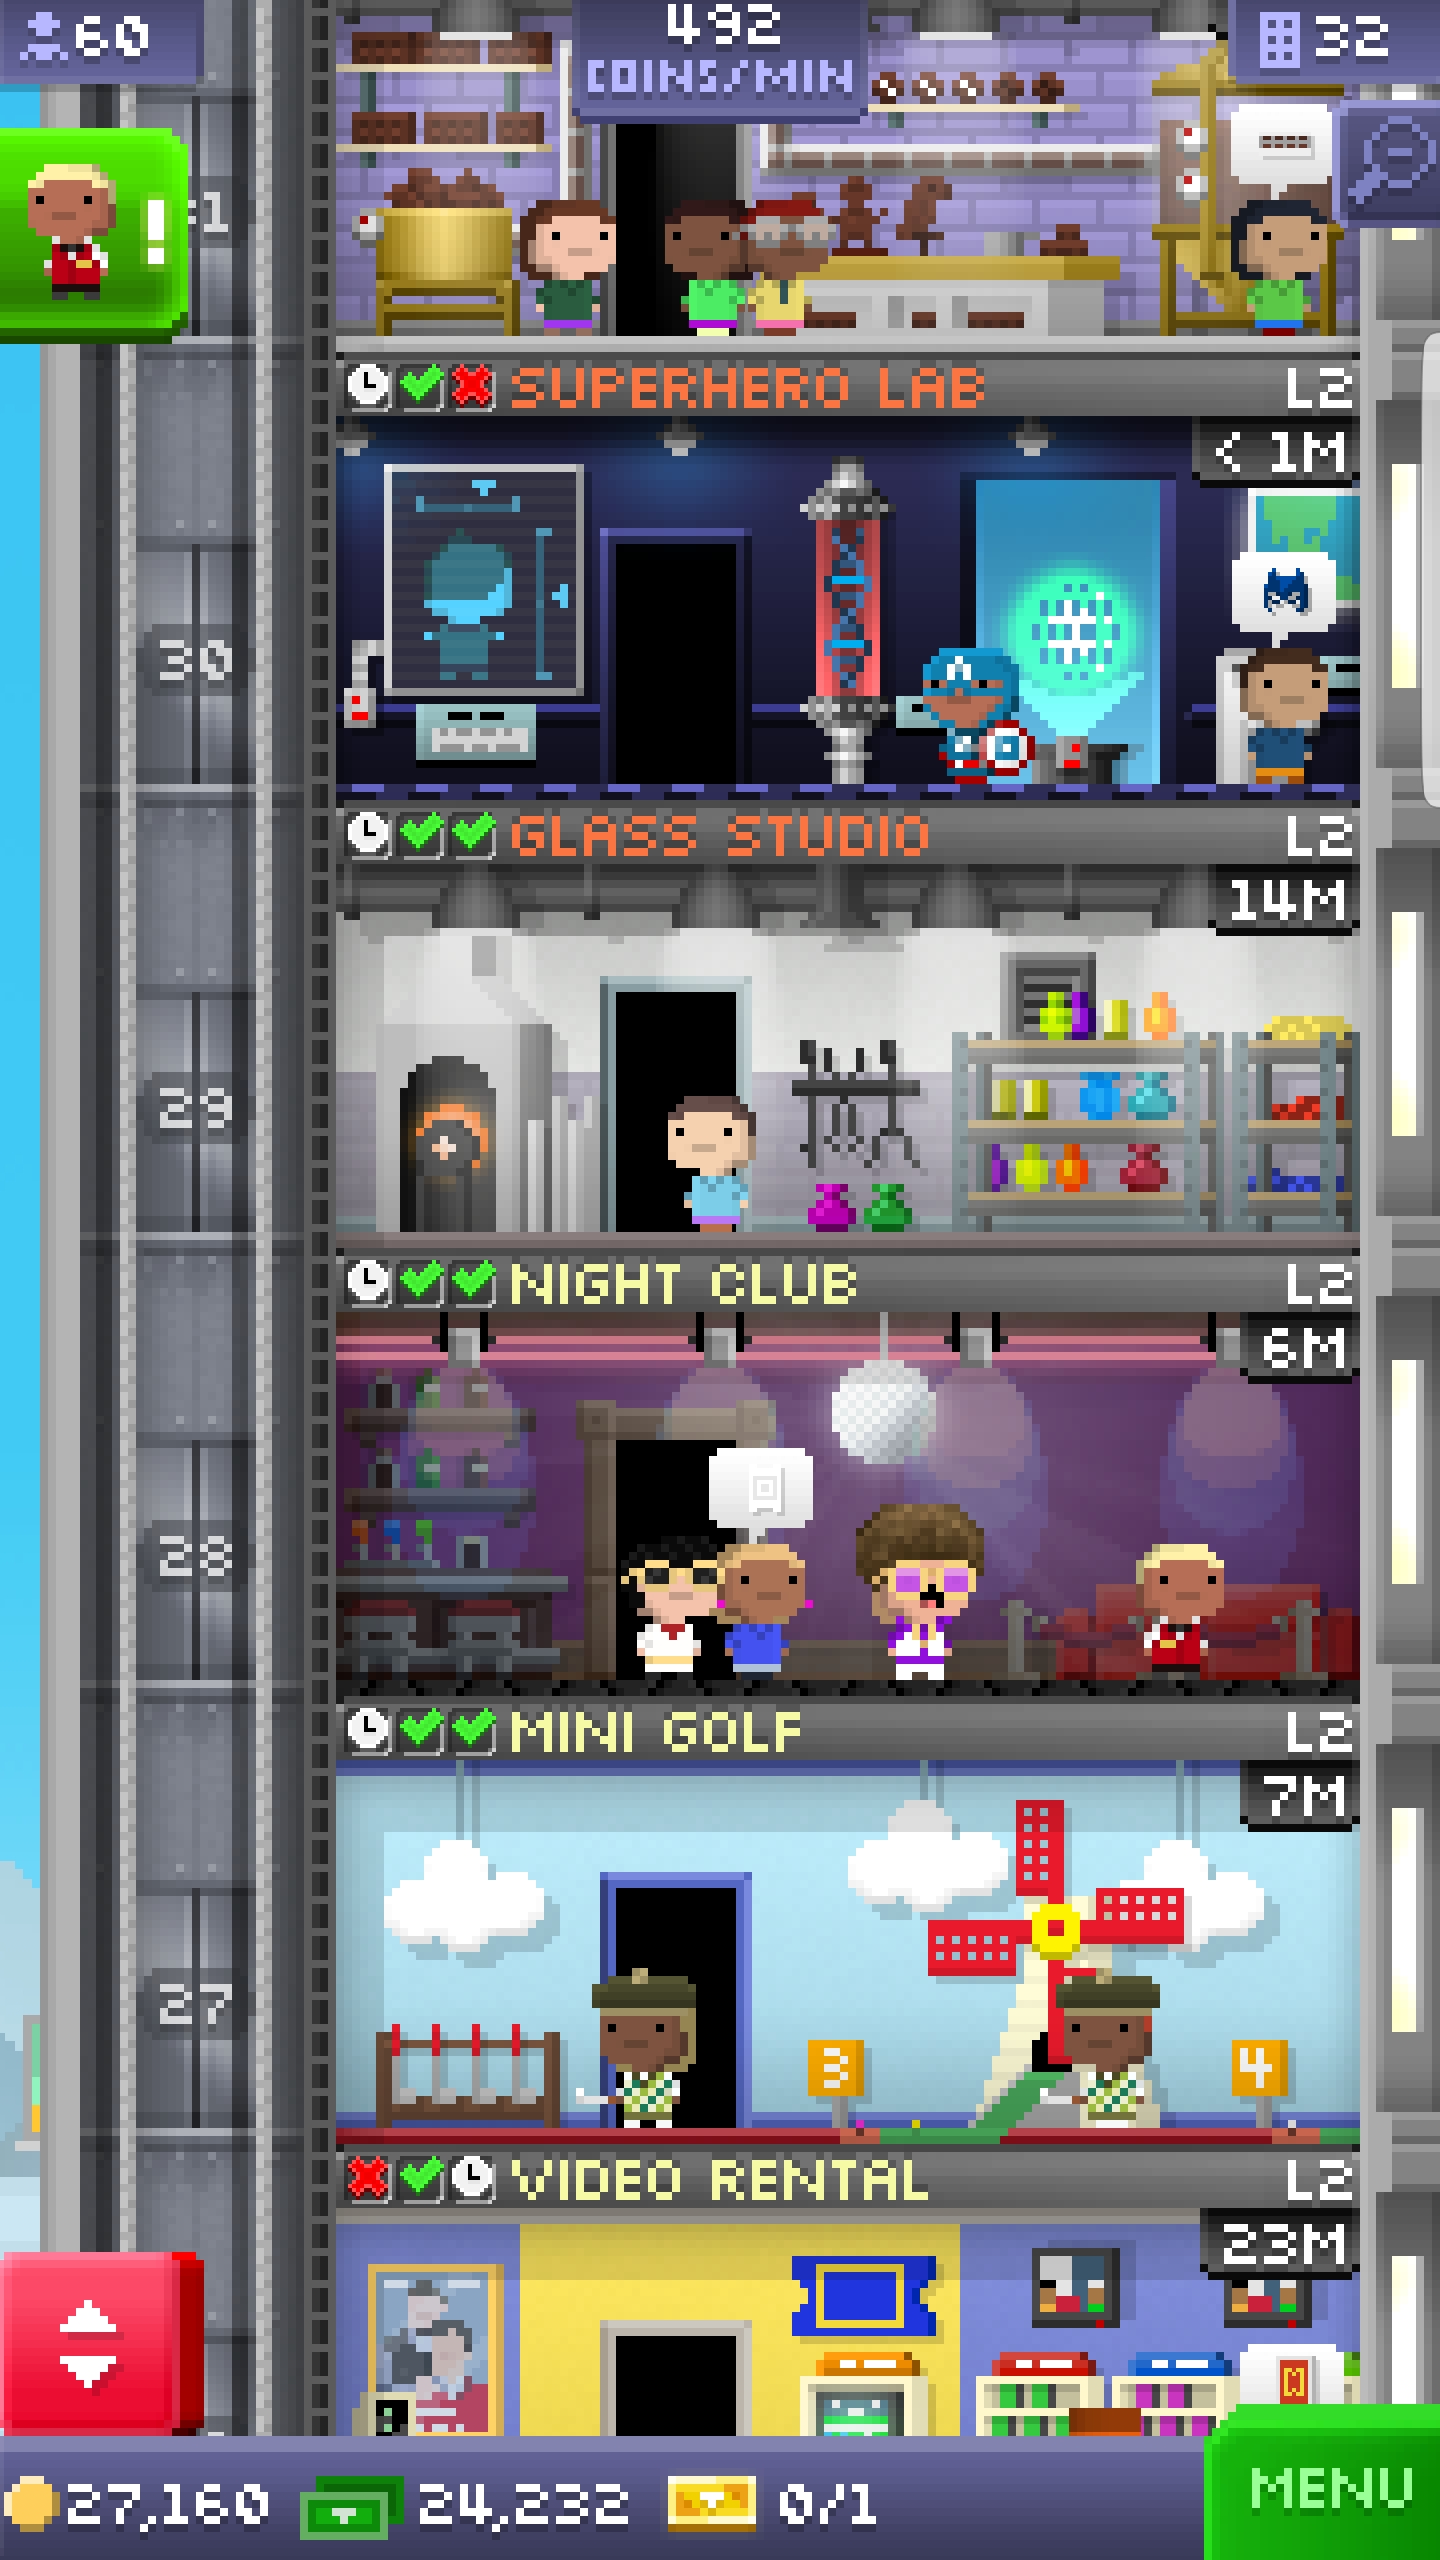 60
492
COINS/MIN
32
SUPERHERO LAB L2
< 1M
30
GLASS STUDIO L2
14M
29
NIGHT CLUB L2
6M
28
MINI GOLF L2
7M
27
3
4
VIDEO RENTAL L2
23M
27,160 24,232 0/1
MENU